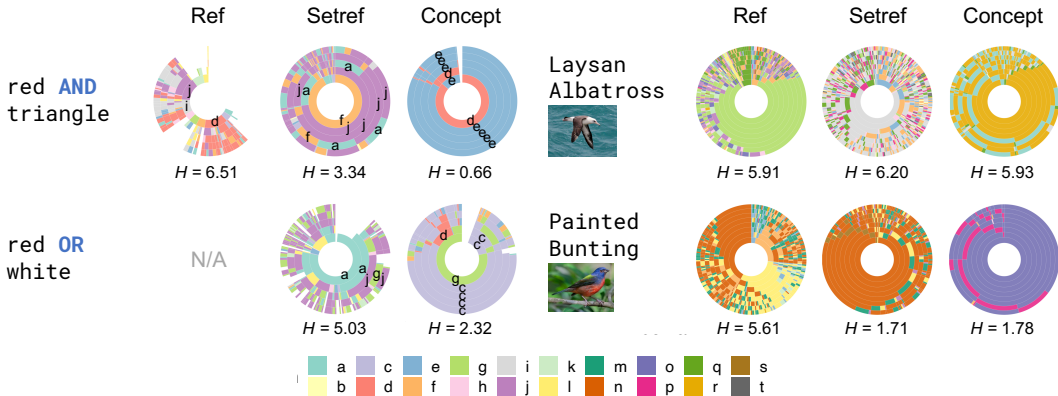 Ref Setref Concept Ref Setref Concept
red AND
triangle
j i d
a j a j j j f j f a a
e e e e d e d e e e e
Laysan
Albatross
H = 6.51 H = 3.34 H = 0.66 H = 5.91 H = 6.20 H = 5.93
red OR
white
N/A
a a g j j
d c c g c c c c
Painted
Bunting
H = 5.03 H = 2.32 H = 5.61 H = 1.71 H = 1.78
a c e g i k m o q s
b d f h j l n p r t